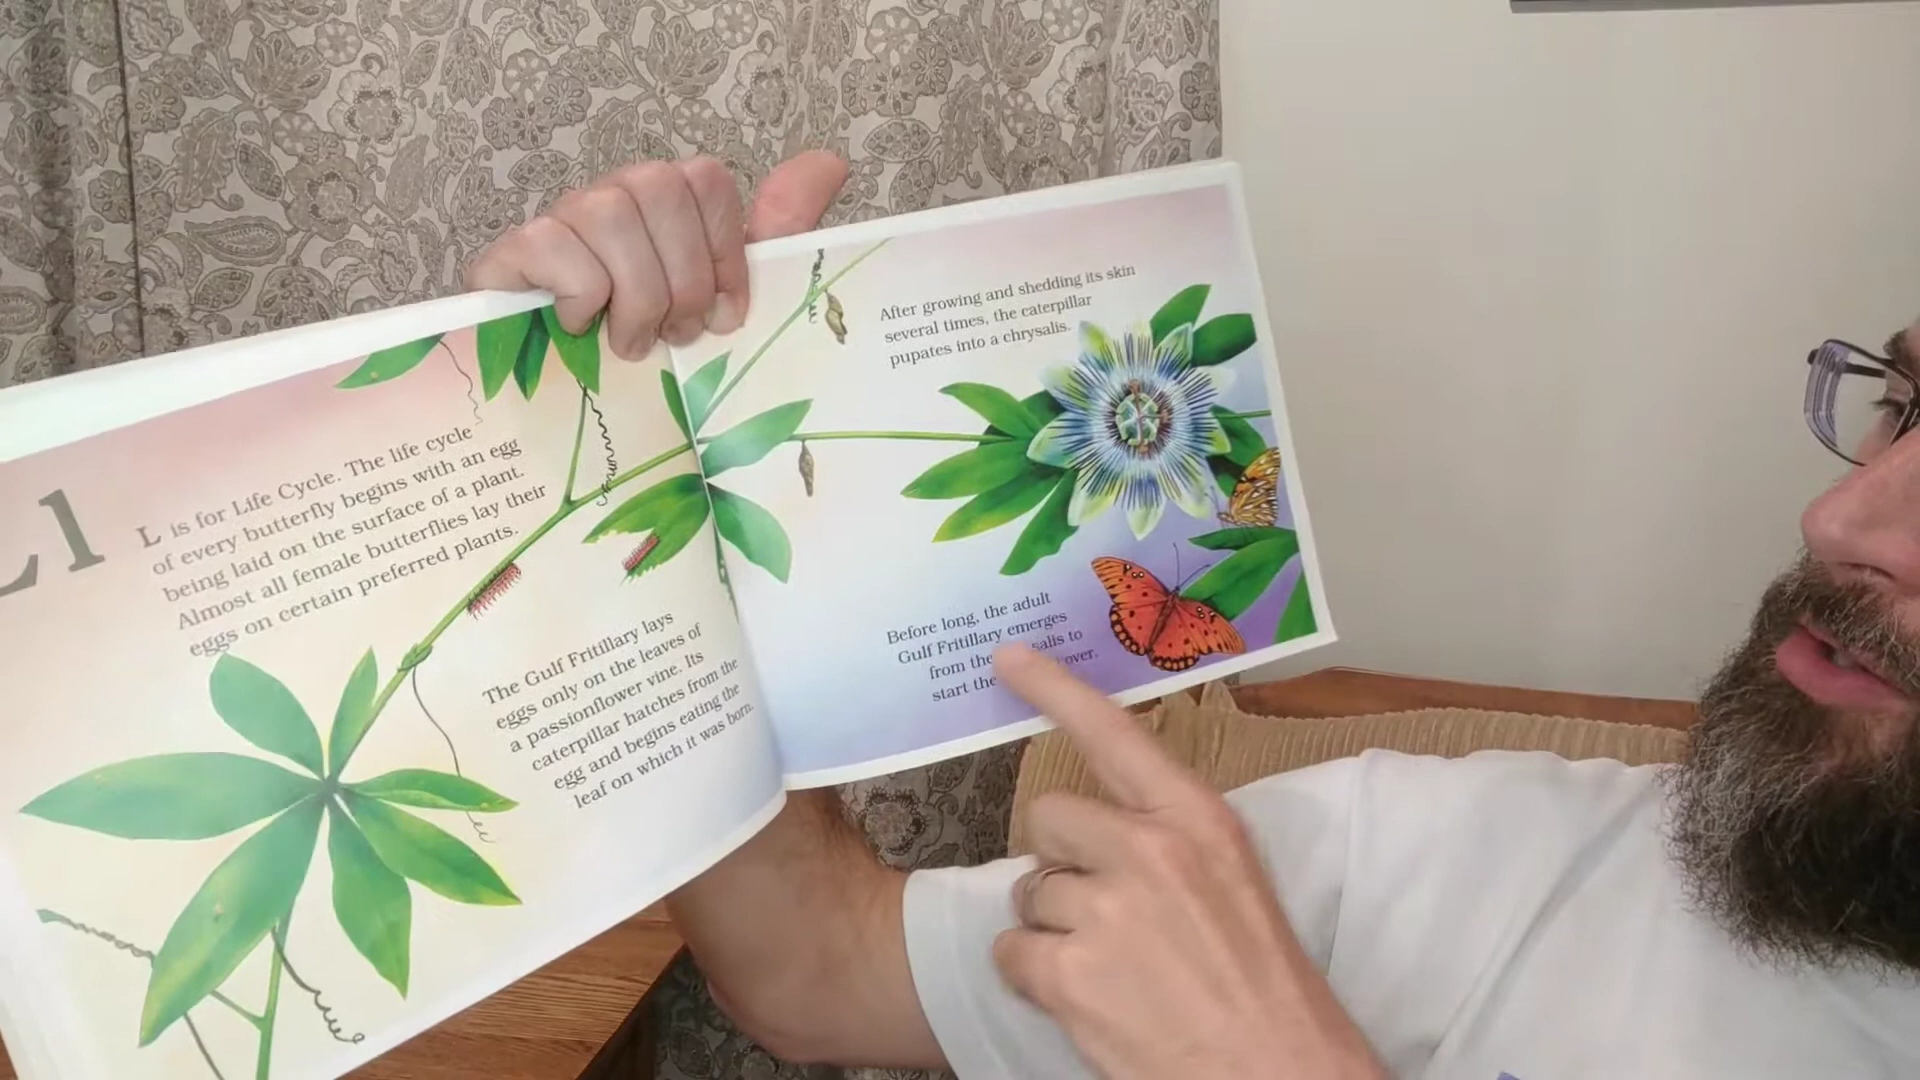 Ll
L is for Life Cycle. The life cycle
of every butterfly begins with an egg
being laid on the surface of a plant.
Almost all female butterflies lay their
eggs on certain preferred plants.
The Gulf Fritillary lays
eggs only on the leaves of
a passionflower vine. Its
caterpillar hatches from the
egg and begins eating the
leaf on which it was born.
After growing and shedding its skin
several times, the caterpillar
pupates into a chrysalis.
Before long, the adult
Gulf Fritillary emerges
from the to
start the over.